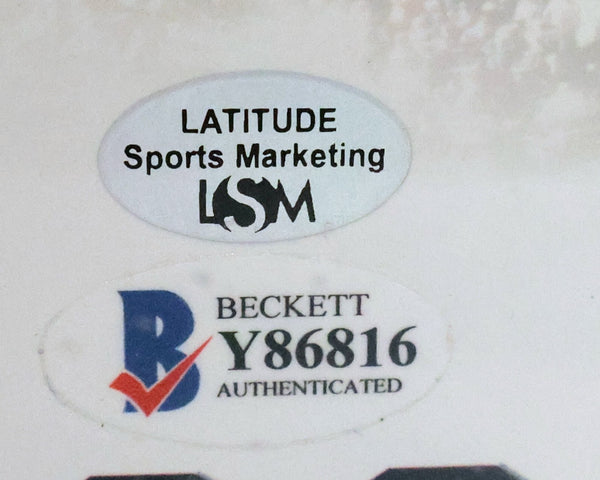 LATITUDE
Sports Marketing
LSM
B
BECKETT
Y86816
AUTHENTICATED